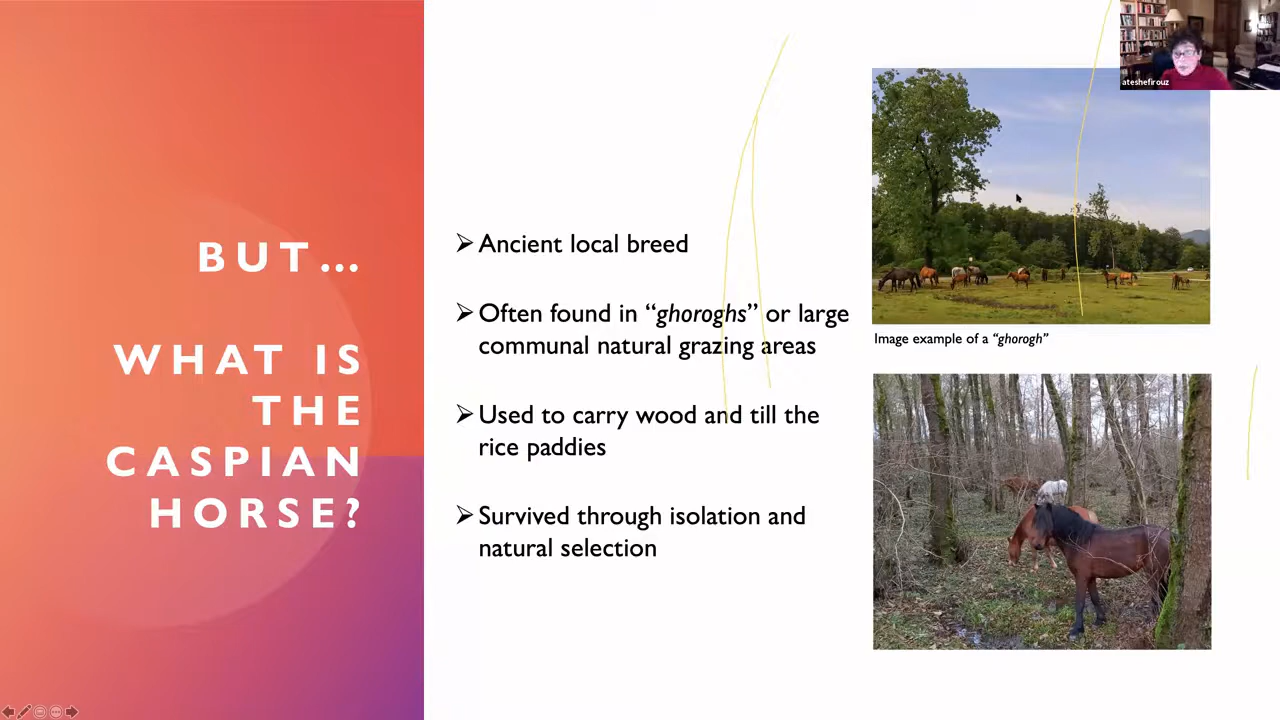 BUT...
WHAT IS
THE
CASPIAN
HORSE?
Ancient local breed
Often found in “ghoroghs” or large
communal natural grazing areas
Used to carry wood and till the
rice paddies
Survived through isolation and
natural selection
ateshefirouz
Image example of a “ghorogh”